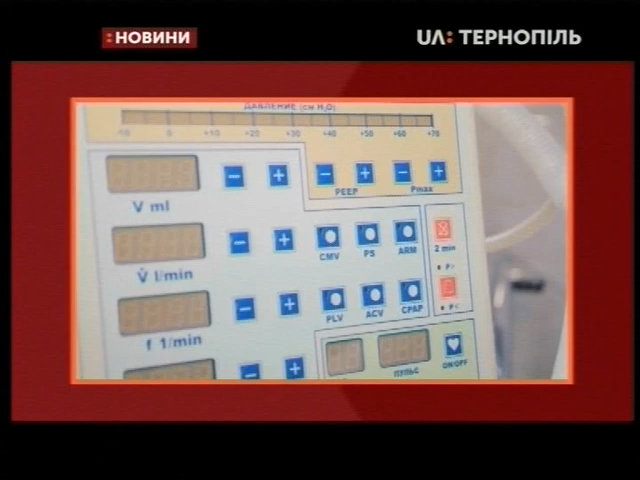 :НОВИНИ
UA: ТЕРНОПІЛЬ
ДАВЛЕНИЕ (см H₂O)
-10 0 +10 +20 +30 +40 +50 +60 +70
PEEP Pmax
V ml
V̇ l/min
CMV PS ARM
2 min
P>
PLV ACV CPAP
P<
f 1/min
ПУЛЬС
ON/OFF